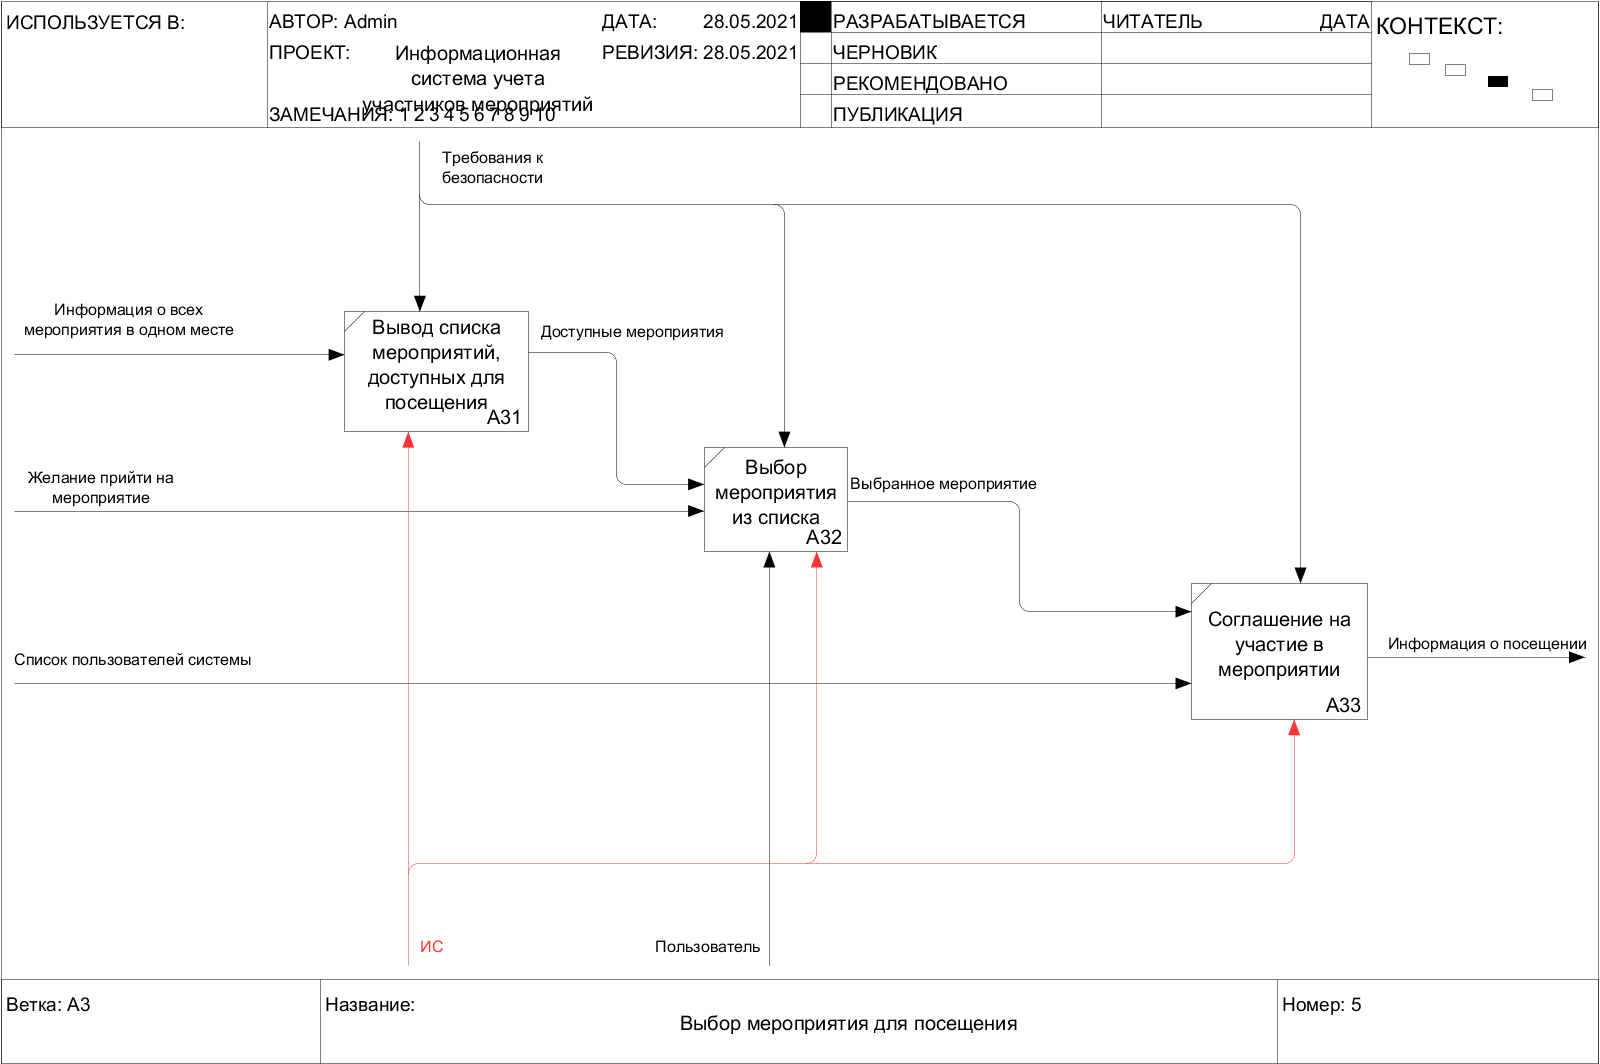 ИСПОЛЬЗУЕТСЯ В:
АВТОР: Admin
ДАТА: 28.05.2021
ПРОЕКТ: Информационная
система учета
участников мероприятий
РЕВИЗИЯ: 28.05.2021
ЗАМЕЧАНИЯ: 1 2 3 4 5 6 7 8 9 10
РАЗРАБАТЫВАЕТСЯ
ЧЕРНОВИК
РЕКОМЕНДОВАНО
ПУБЛИКАЦИЯ
ЧИТАТЕЛЬ ДАТА
КОНТЕКСТ:
Требования к
безопасности
Информация о всех
мероприятия в одном месте
Вывод списка
мероприятий,
доступных для
посещения
А31
Доступные мероприятия
Желание прийти на
мероприятие
Выбор
мероприятия
из списка
А32
Выбранное мероприятие
Список пользователей системы
Соглашение на
участие в
мероприятии
А33
Информация о посещении
ИС
Пользователь
Ветка: А3
Название:
Выбор мероприятия для посещения
Номер: 5